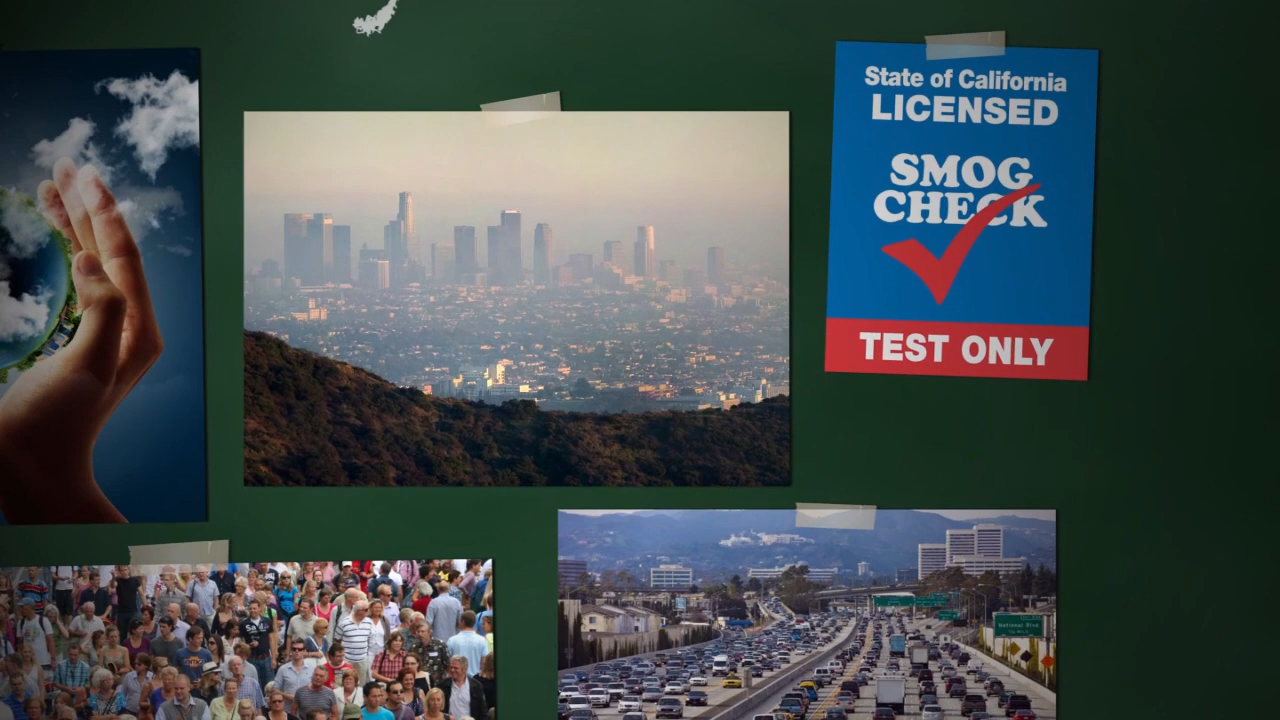 State of California
LICENSED
SMOG
CHECK
TEST ONLY
National Blvd